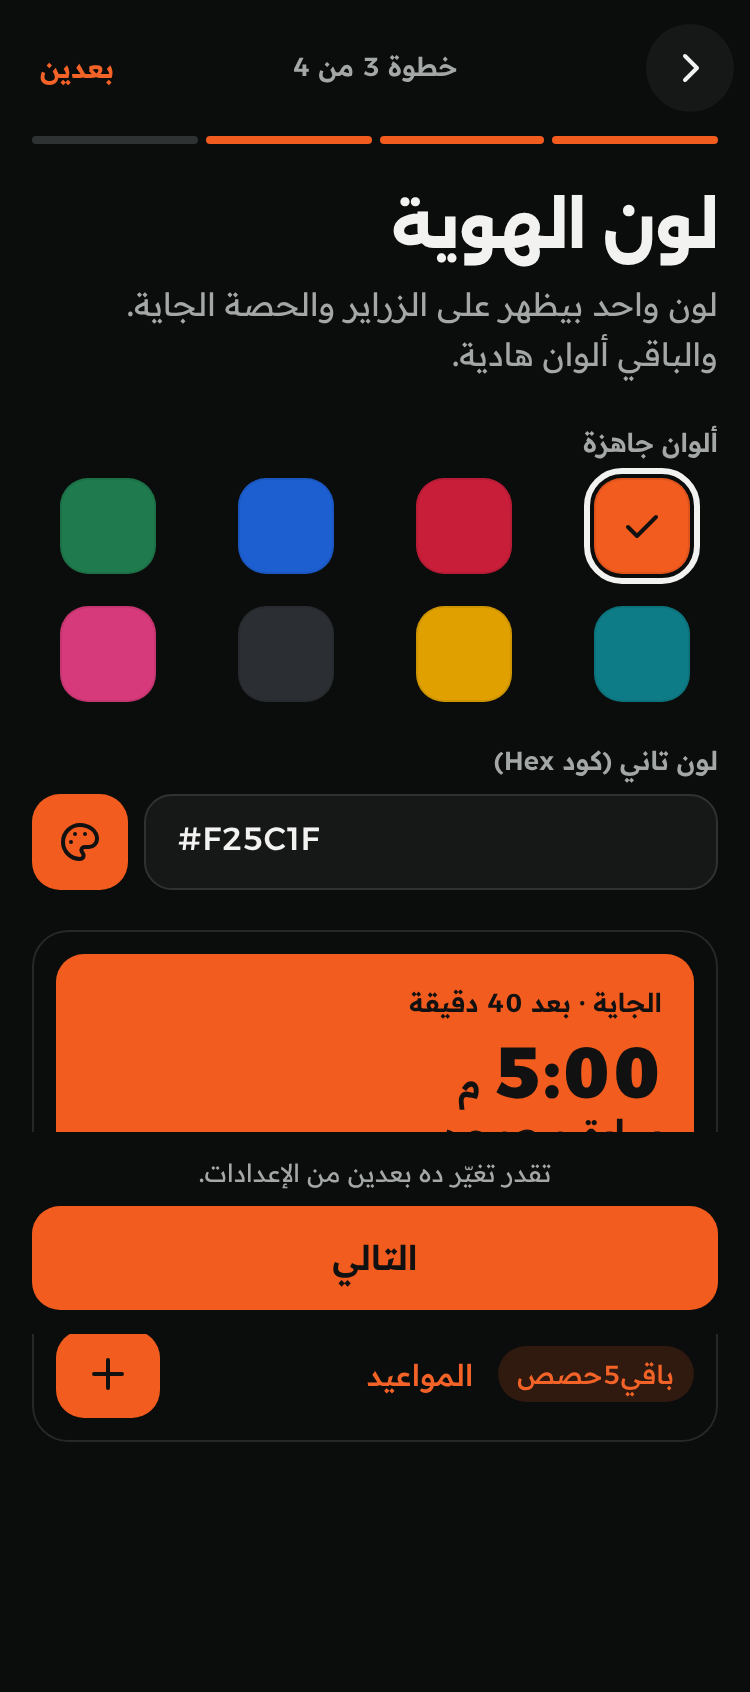 خطوة 3 من 4
بعدين
لون الهوية
لون واحد بيظهر على الزراير والحصة الجاية.
والباقي ألوان هادية.
ألوان جاهزة
لون تاني (كود Hex)
#F25C1F
الجاية · بعد 40 دقيقة
5:00 م
تقدر تغيّر ده بعدين من الإعدادات.
التالي
باقي5حصص
المواعيد